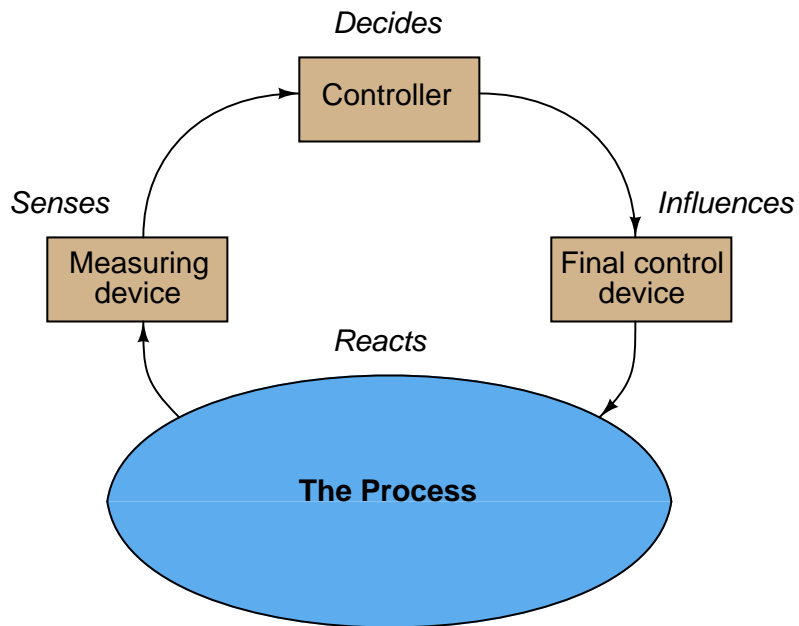 Decides
Controller
Senses
Influences
Measuring
device
Final control
device
Reacts
The Process